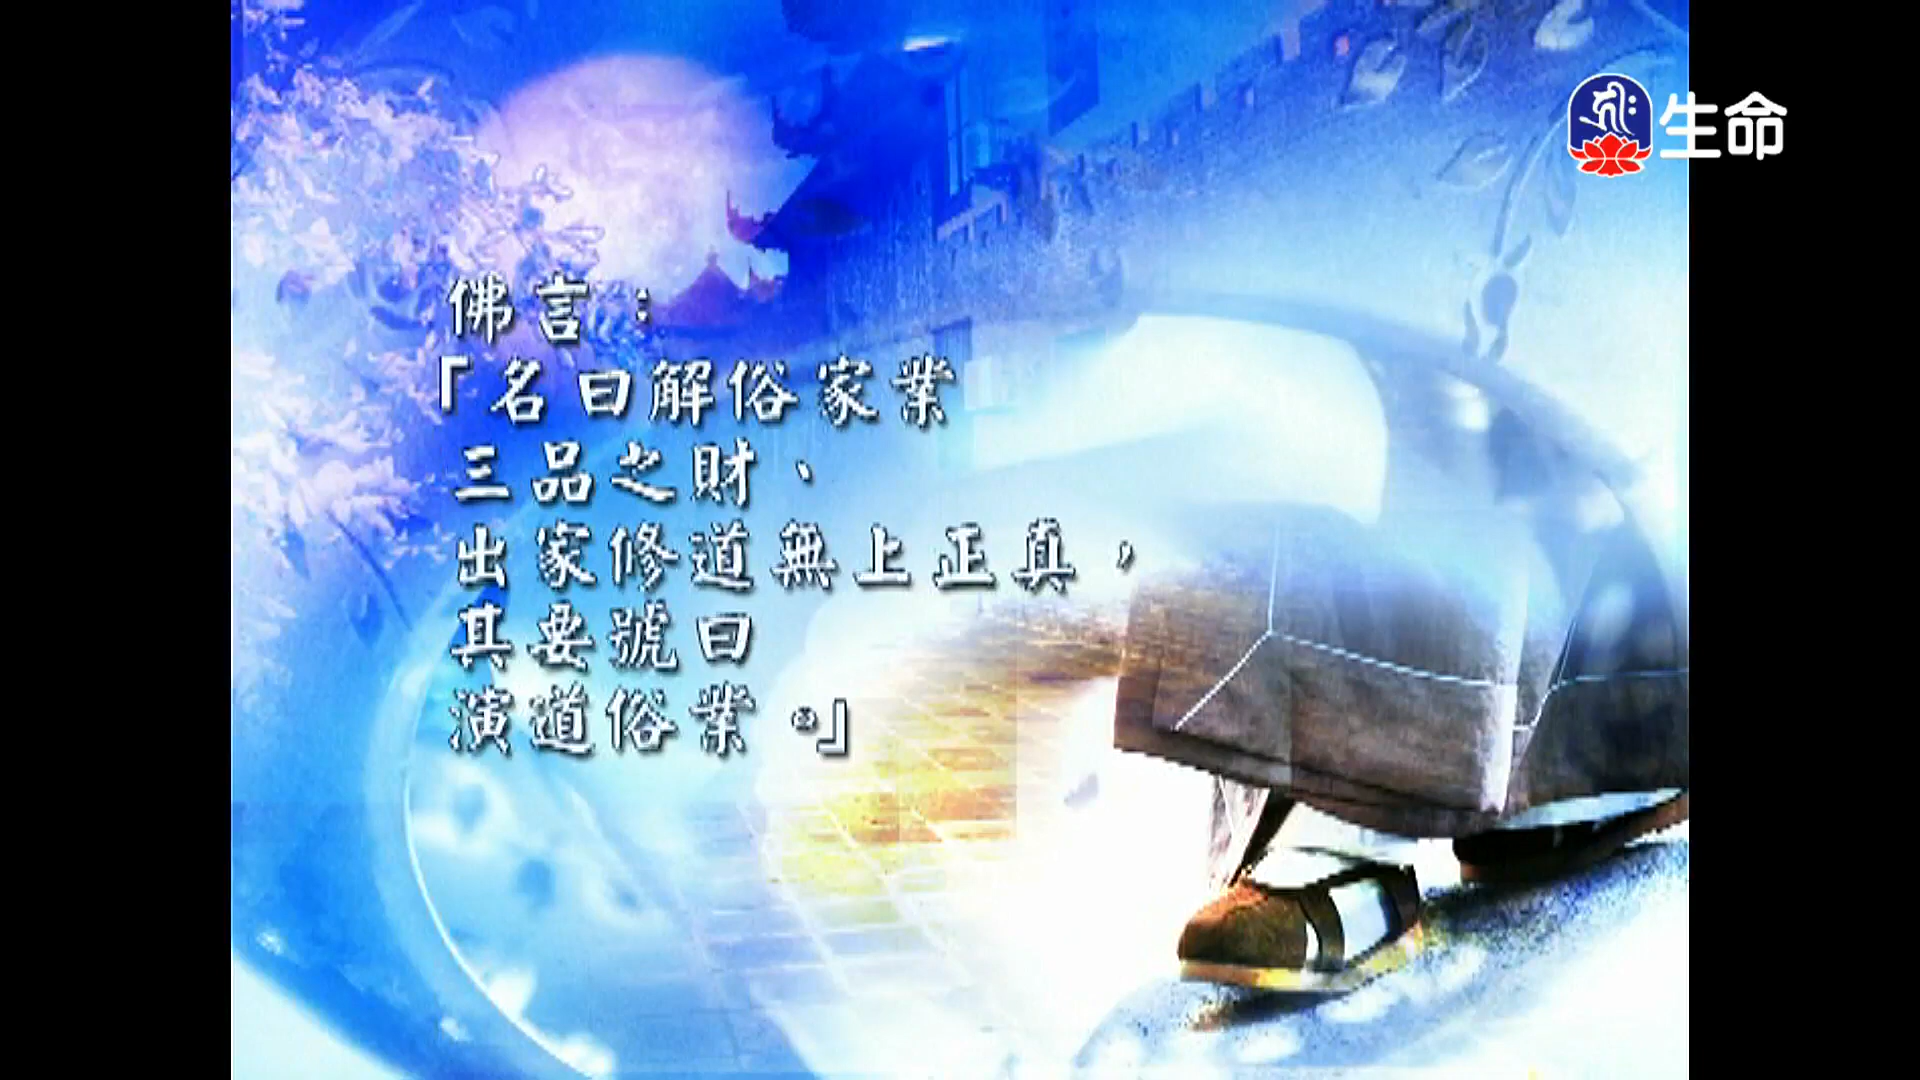 生命
佛言：
「名曰解俗家業
三品之財、
出家修道無上正真，
其要號曰
演道俗業。」